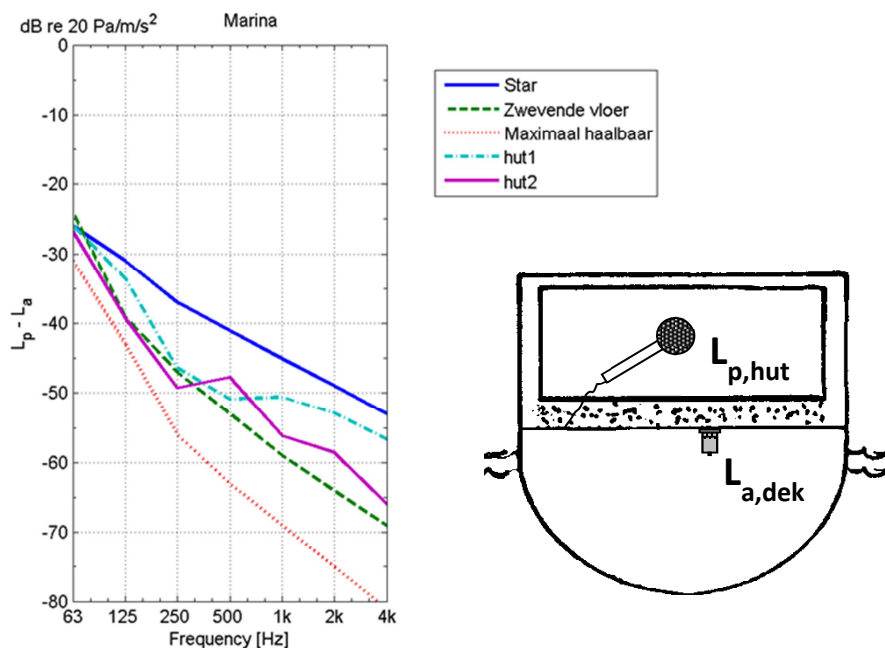 dB re 20 Pa/m/s²
Marina
0
-10
-20
-30
-40
-50
-60
-70
-80
Lp - La
63 125 250 500 1k 2k 4k
Frequency [Hz]
Star
Zwevende vloer
Maximaal haalbaar
hut1
hut2
Lp,hut
La,dek